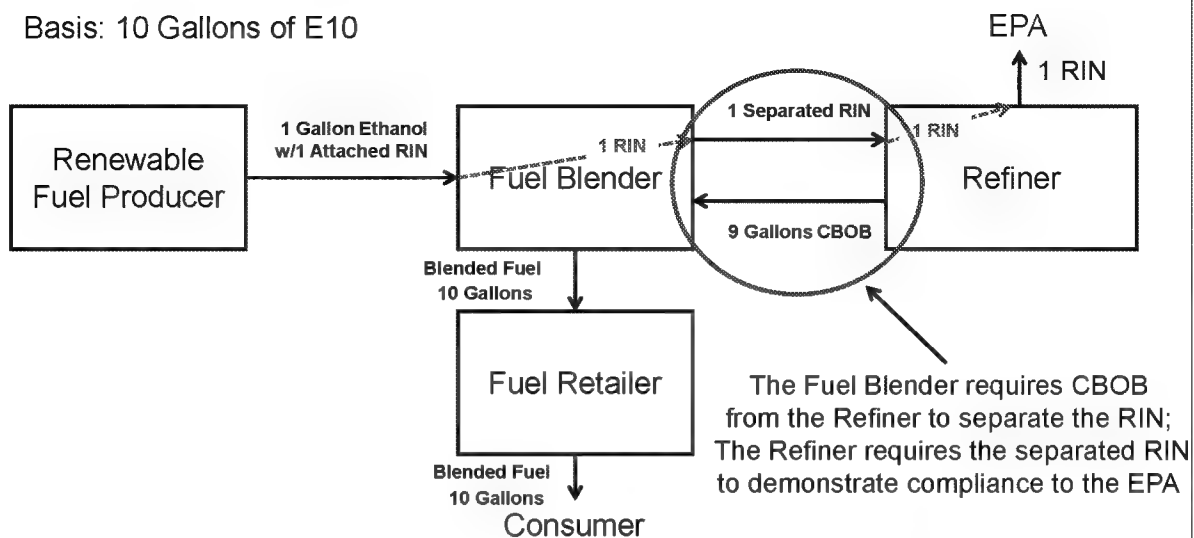 Basis: 10 Gallons of E10
EPA
1 RIN
Renewable
Fuel Producer
1 Gallon Ethanol
w/1 Attached RIN
1 RIN
Fuel Blender
1 Separated RIN
9 Gallons CBOB
1 RIN
Refiner
Blended Fuel
10 Gallons
Fuel Retailer
The Fuel Blender requires CBOB
from the Refiner to separate the RIN;
The Refiner requires the separated RIN
to demonstrate compliance to the EPA
Blended Fuel
10 Gallons
Consumer